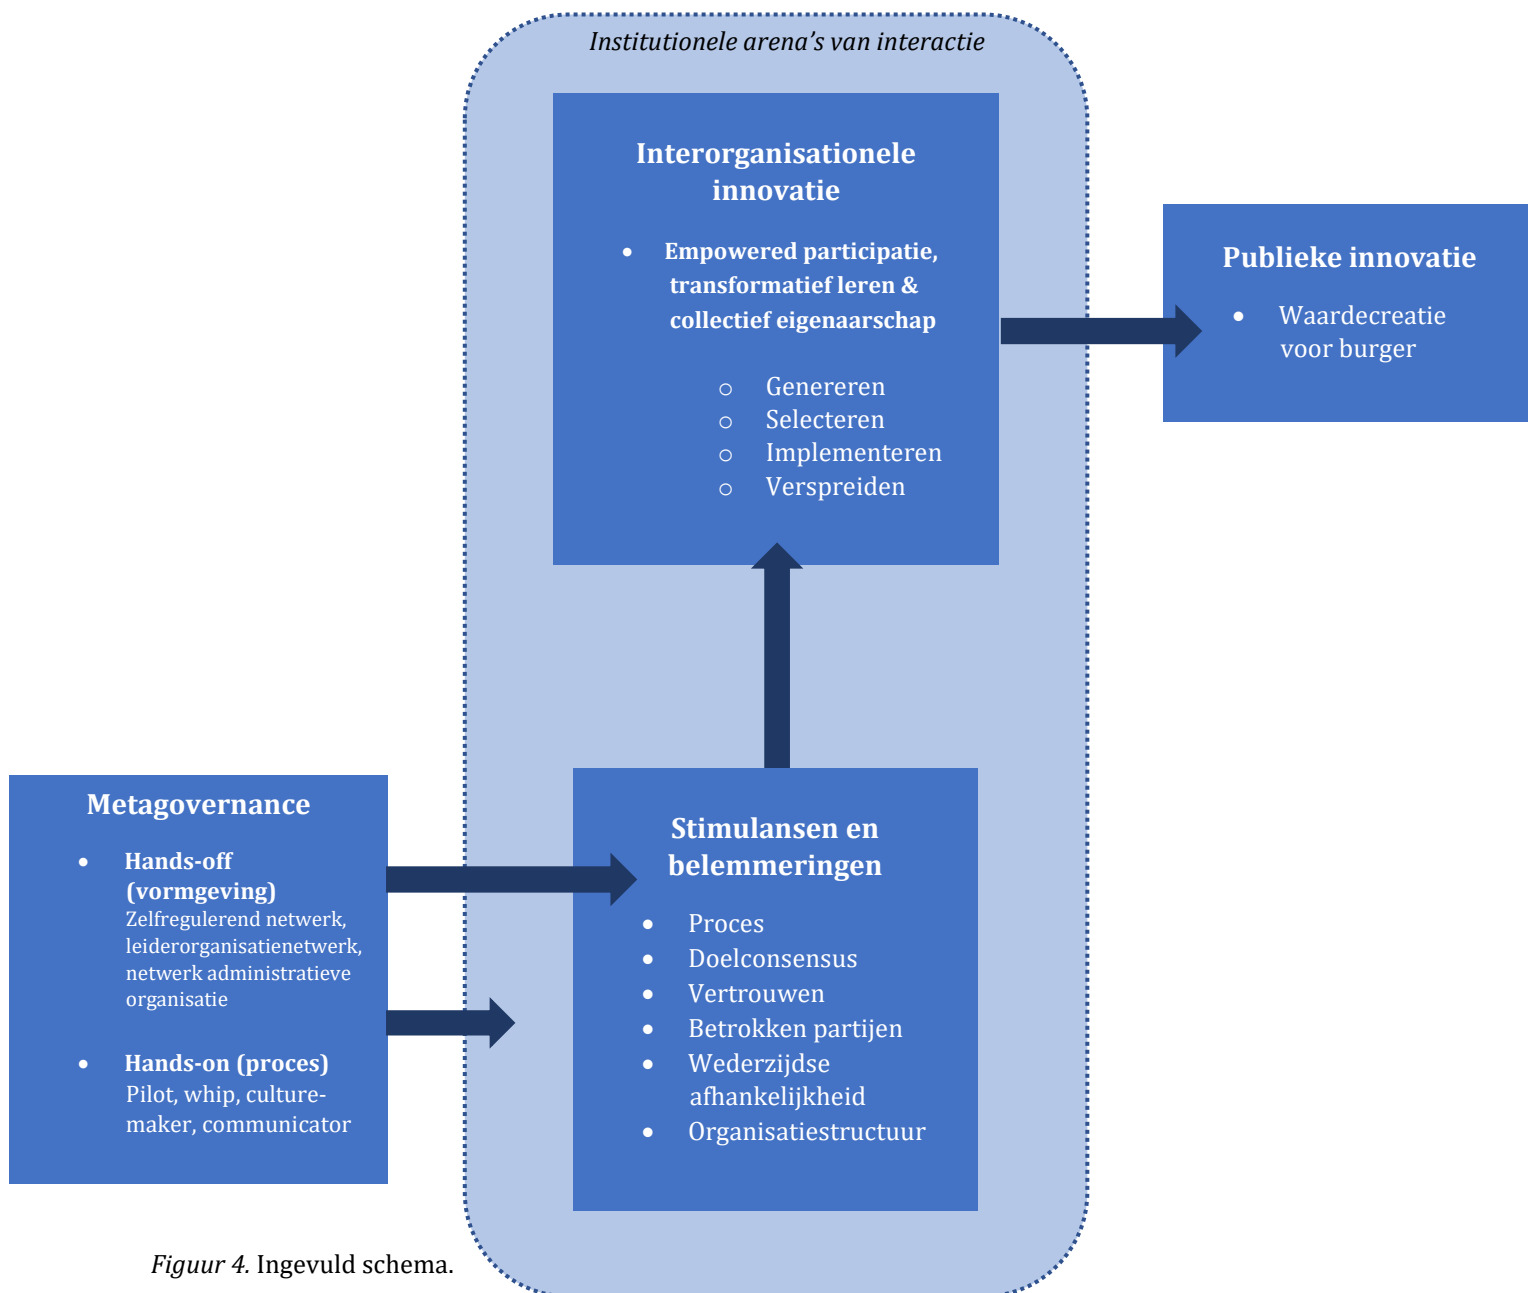 Institutionele arena’s van interactie
Interorganisationele
innovatie
• Empowered participatie,
transformatief leren &
collectief eigenaarschap
o Genereren
o Selecteren
o Implementeren
o Verspreiden
Publieke innovatie
• Waardecreatie
voor burger
Metagovernance
• Hands-off
(vormgeving)
Zelfregulerend netwerk,
leiderorganisatienetwerk,
netwerk administratieve
organisatie
• Hands-on (proces)
Pilot, whip, culture-
maker, communicator
Stimulansen en
belemmeringen
• Proces
• Doelconsensus
• Vertrouwen
• Betrokken partijen
• Wederzijdse
afhankelijkheid
• Organisatiestructuur
Figuur 4. Ingevuld schema.